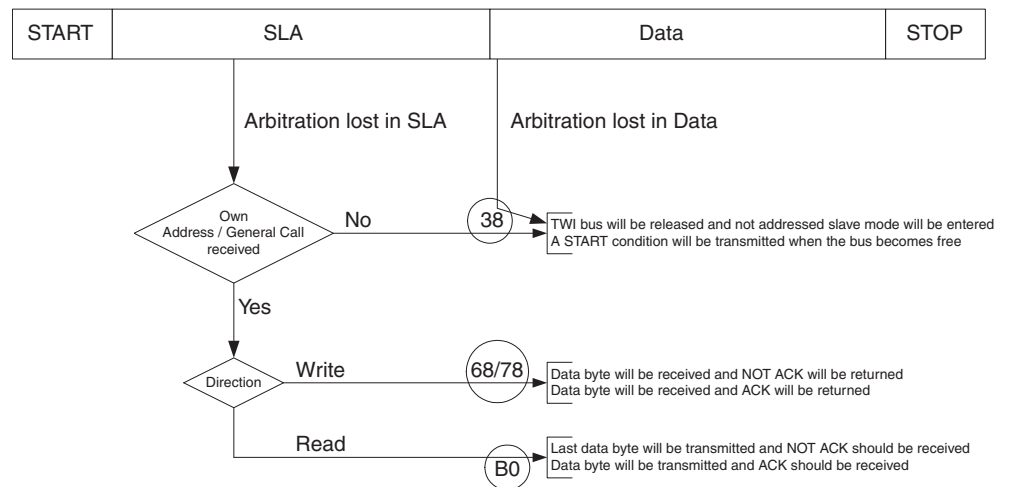 START SLA Data STOP
Arbitration lost in SLA Arbitration lost in Data
Own
Address / General Call
received
No
38
TWI bus will be released and not addressed slave mode will be entered
A START condition will be transmitted when the bus becomes free
Yes
Direction
Write
68/78
Data byte will be received and NOT ACK will be returned
Data byte will be received and ACK will be returned
Read
B0
Last data byte will be transmitted and NOT ACK should be received
Data byte will be transmitted and ACK should be received